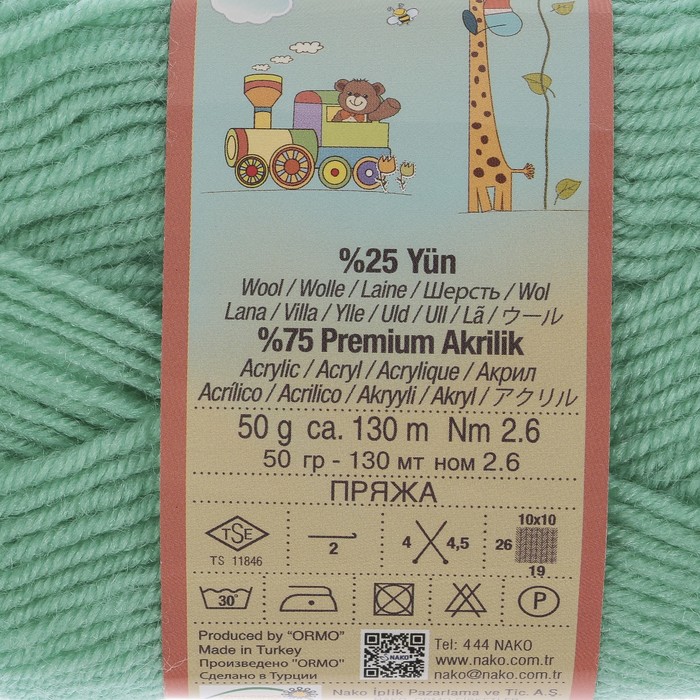 %25 Yün
Wool / Wolle / Laine / Шерсть / Wol
Lana / Villa / Ylle / Uld / Ull / Lã / ウール
%75 Premium Akrilik
Acrylic / Acryl / Acrylique / Акрил
Acrílico / Acrilico / Akryyli / Akryl / アクリル
50 g ca. 130 m Nm 2.6
50 гр - 130 мт ном 2.6
ПРЯЖА
TSE
TS 11846
2
4 4,5
10x10
26
19
30°
P
Produced by "ORMO"
Made in Turkey
Произведено "ORMO"
Сделано в Турции
NAKO
Tel: 444 NAKO
www.nako.com.tr
nako@nako.com.tr
Nako İplik Pazarlama ve Tic. A.Ş.